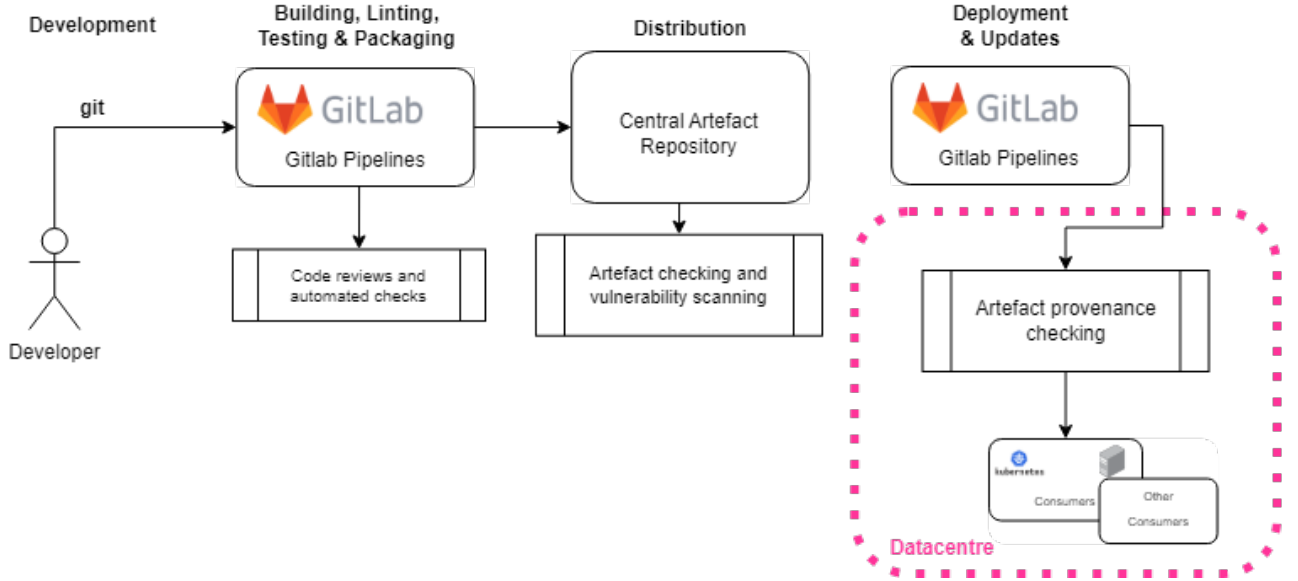 Development
Building, Linting,
Testing & Packaging
Distribution
Deployment
& Updates
git
GitLab
Gitlab Pipelines
Central Artefact
Repository
GitLab
Gitlab Pipelines
Code reviews and
automated checks
Artefact checking and
vulnerability scanning
Artefact provenance
checking
Developer
kubernetes
Consumers
Other
Consumers
Datacentre